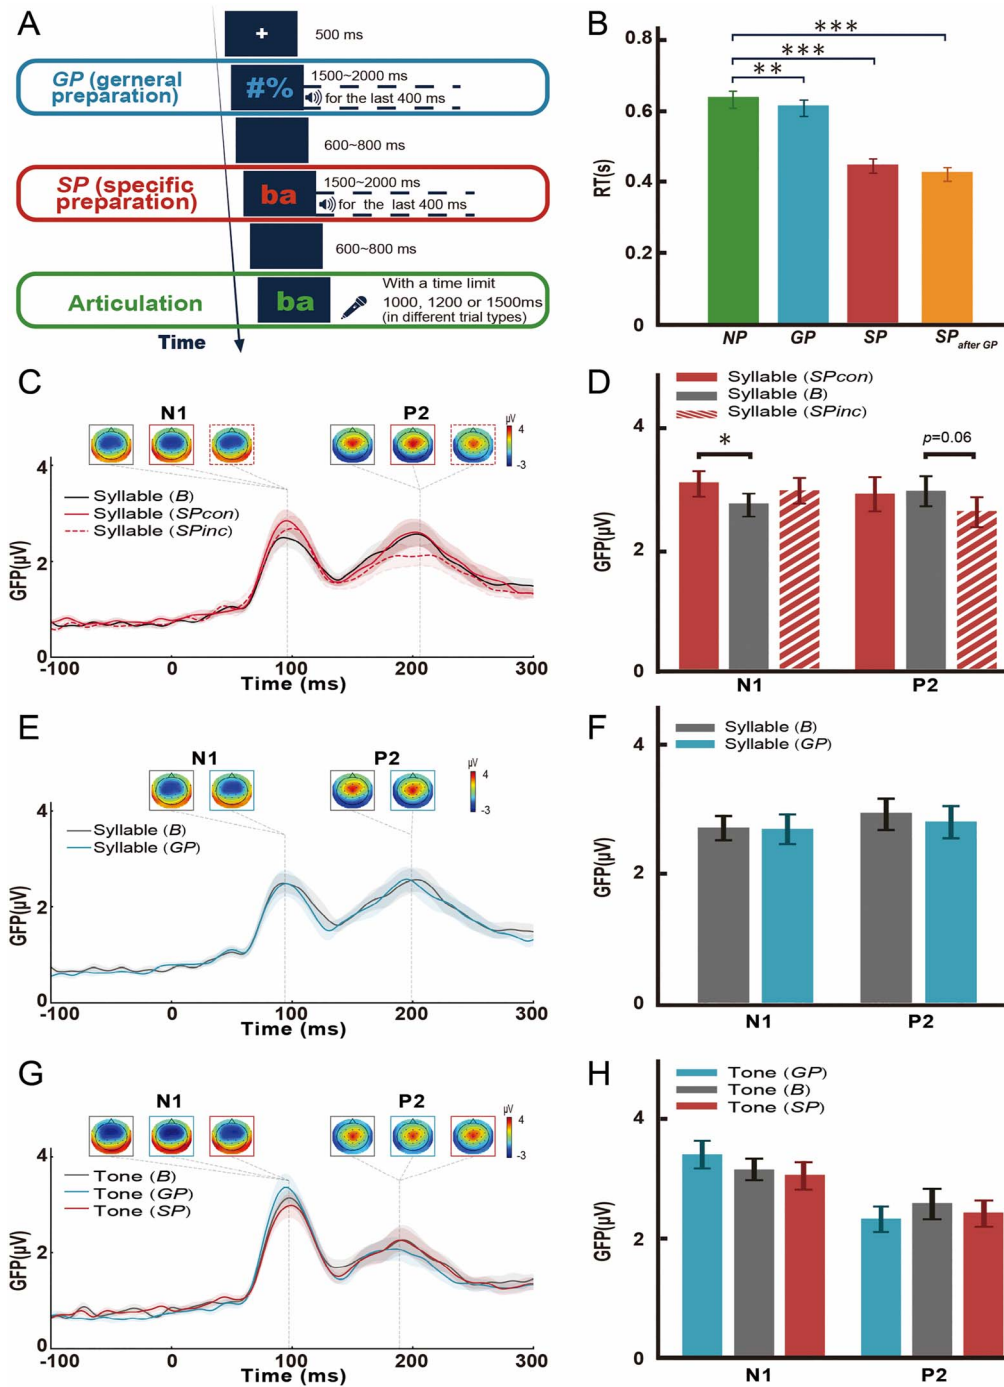 A
+
500 ms
GP (gerneral
preparation)
#%
1500~2000 ms
for the last 400 ms
600~800 ms
SP (specific
preparation)
ba
1500~2000 ms
for the last 400 ms
600~800 ms
Articulation
ba
With a time limit
1000, 1200 or 1500ms
(in different trial types)
Time
B
0.8
0.6
0.4
0.2
0
RT(s)
***
***
**
NP GP SP SP after GP
C
N1 P2
μV
4
-3
Syllable (B)
Syllable (SPcon)
Syllable (SPinc)
4
2
0
GFP(μV)
-100 0 100 200 300
Time (ms)
D
Syllable (SPcon)
Syllable (B)
Syllable (SPinc)
*
p=0.06
4
2
0
GFP(μV)
N1 P2
E
N1 P2
μV
4
-3
Syllable (B)
Syllable (GP)
4
2
0
GFP(μV)
-100 0 100 200 300
Time (ms)
F
Syllable (B)
Syllable (GP)
4
2
0
GFP(μV)
N1 P2
G
N1 P2
μV
4
-3
Tone (B)
Tone (GP)
Tone (SP)
4
2
0
GFP(μV)
-100 0 100 200 300
Time (ms)
H
Tone (GP)
Tone (B)
Tone (SP)
4
2
0
GFP(μV)
N1 P2